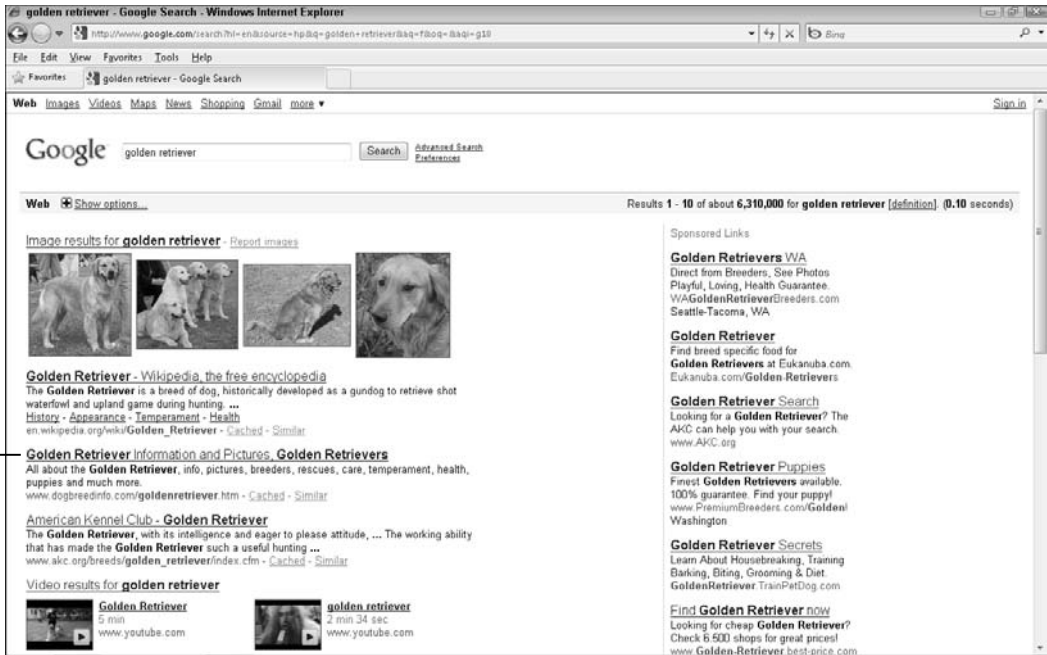 golden retriever - Google Search - Windows Internet Explorer
http://www.google.com/search?hl=en&source=hp&q=golden+retriever&aq=f&oq=&aqi=g10
Bing
File Edit View Favorites Tools Help
Favorites golden retriever - Google Search
Web Images Videos Maps News Shopping Gmail more ▼ Sign in
Google golden retriever Search Advanced Search
Preferences
Web Show options... Results 1 - 10 of about 6,310,000 for golden retriever [definition]. (0.10 seconds)
Image results for golden retriever - Report images
Golden Retriever - Wikipedia, the free encyclopedia
The Golden Retriever is a breed of dog, historically developed as a gundog to retrieve shot
waterfowl and upland game during hunting. ...
History - Appearance - Temperament - Health
en.wikipedia.org/wiki/Golden_Retriever - Cached - Similar
Golden Retriever Information and Pictures, Golden Retrievers
All about the Golden Retriever, info, pictures, breeders, rescues, care, temperament, health,
puppies and much more.
www.dogbreedinfo.com/goldenretriever.htm - Cached - Similar
American Kennel Club - Golden Retriever
The Golden Retriever, with its intelligence and eager to please attitude, ... The working ability
that has made the Golden Retriever such a useful hunting ...
www.akc.org/breeds/golden_retriever/index.cfm - Cached - Similar
Video results for golden retriever
Golden Retriever
5 min
www.youtube.com
golden retriever
2 min 34 sec
www.youtube.com
Sponsored Links
Golden Retrievers WA
Direct from Breeders, See Photos
Playful, Loving, Health Guarantee.
WAGoldenRetrieverBreeders.com
Seattle-Tacoma, WA
Golden Retriever
Find breed specific food for
Golden Retrievers at Eukanuba.com.
Eukanuba.com/Golden-Retrievers
Golden Retriever Search
Looking for a Golden Retriever? The
AKC can help you with your search.
www.AKC.org
Golden Retriever Puppies
Finest Golden Retrievers available.
100% guarantee. Find your puppy!
www.PremiumBreeders.com/Golden!
Washington
Golden Retriever Secrets
Learn About Housebreaking, Training
Barking, Biting, Grooming & Diet.
GoldenRetriever.TrainPetDog.com
Find Golden Retriever now
Looking for cheap Golden Retriever?
Check 6.500 shops for great prices!
www.Golden-Retriever.best-price.com